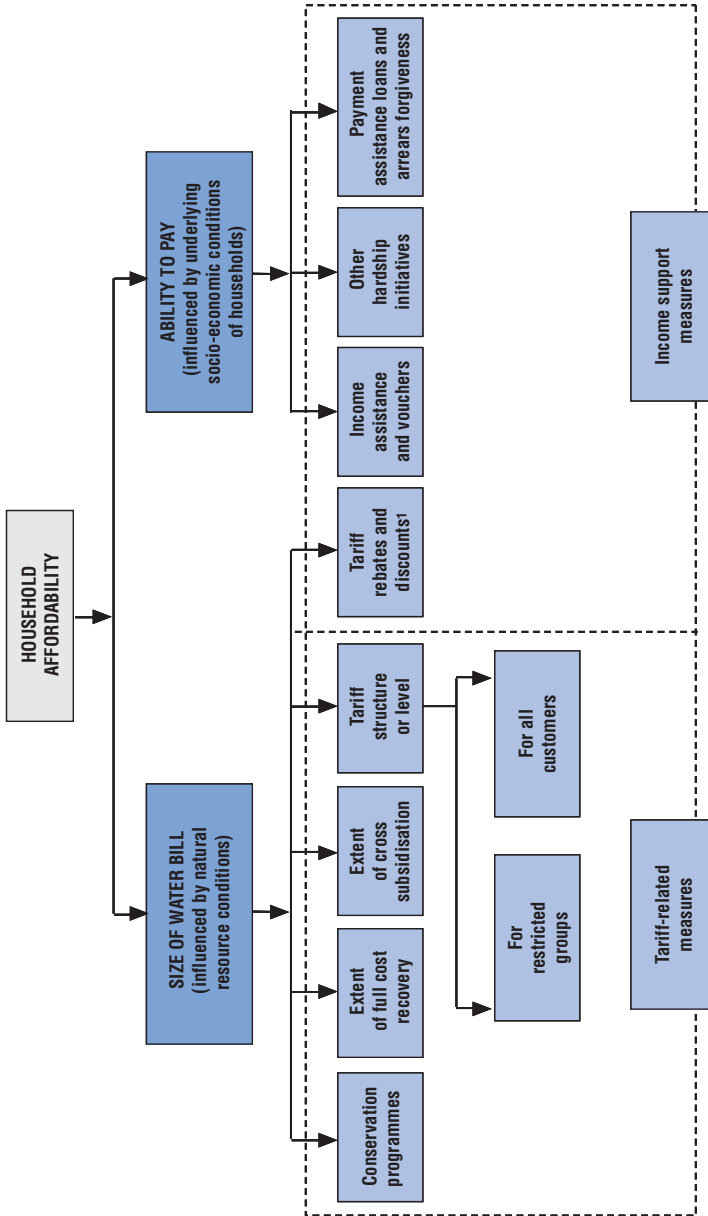 HOUSEHOLD
AFFORDABILITY
SIZE OF WATER BILL
(influenced by natural
resource conditions)
ABILITY TO PAY
(influenced by underlying
socio-economic conditions
of households)
Conservation
programmes
Extent
of full cost
recovery
Extent
of cross
subsidisation
Tariff
structure
or level
Tariff
rebates and
discounts¹
Income
assistance
and vouchers
Other
hardship
initiatives
Payment
assistance loans and
arrears forgiveness
For
restricted
groups
For all
customers
Tariff-related
measures
Income support
measures